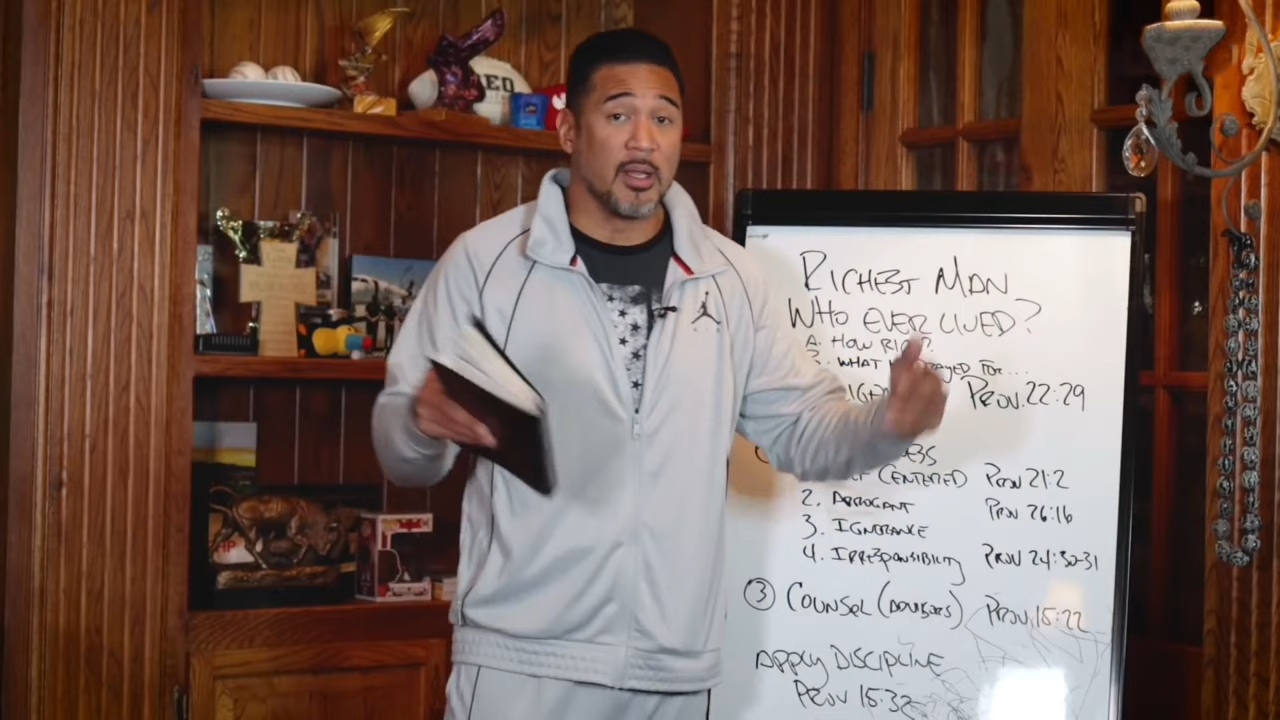 RICHEST MAN
WHO EVER LIVED?
A. HOW RICH?
WHAT FOR...
PROV. 22:29
CENTERED PROV 21:2
2. ARROGANT PROV 26:16
3. IGNORANCE
4. IRRESPONSIBILITY PROV 24:30-31
③ COUNSEL (ADVISORS) PROV. 15:22
APPLY DISCIPLINE
PROV 15:32